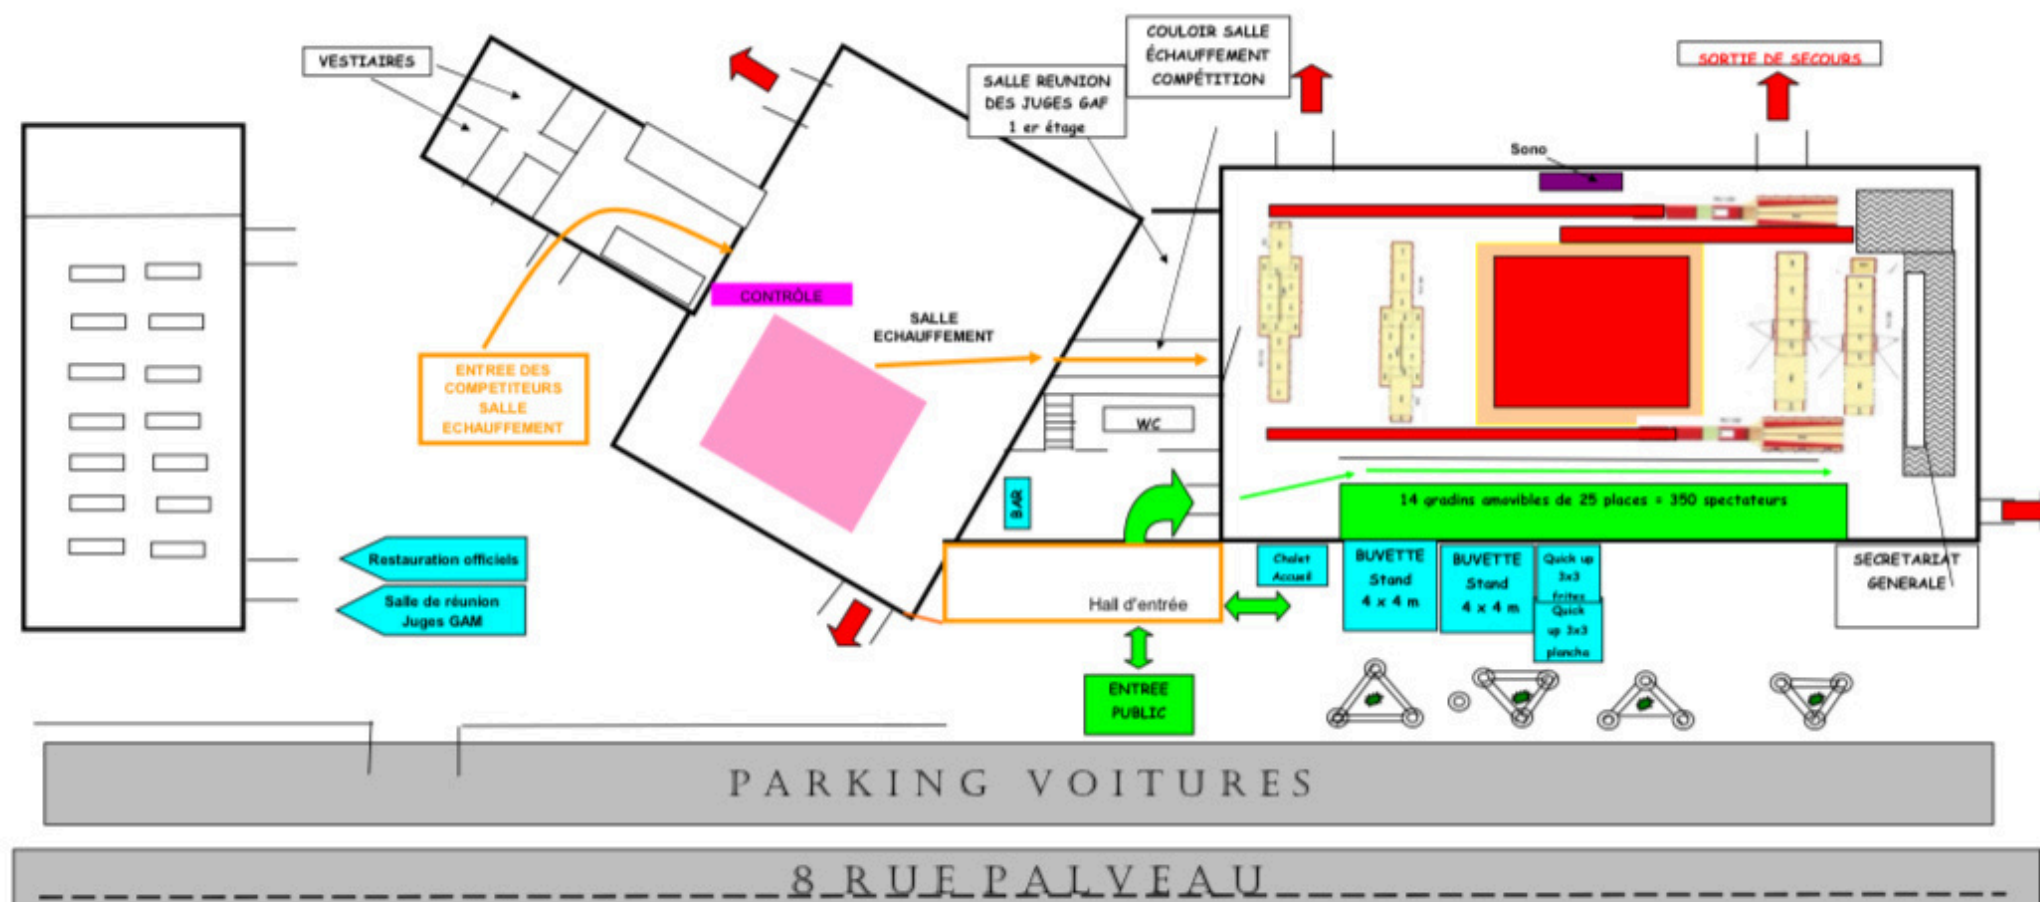 VESTIAIRES
COULOIR SALLE
ÉCHAUFFEMENT
COMPÉTITION
SALLE REUNION
DES JUGES GAF
1 er étage
SORTIE DE SECOURS
Sono
CONTRÔLE
SALLE
ECHAUFFEMENT
ENTREE DES
COMPETITEURS
SALLE
ECHAUFFEMENT
WC
BAR
14 gradins amovibles de 25 places = 350 spectateurs
Restauration officiels
Salle de réunion
Juges GAM
Hall d'entrée
Chalet
Accueil
BUVETTE
Stand
4 x 4 m
BUVETTE
Stand
4 x 4 m
Quick up
3x3
frites
Quick
up 3x3
plancha
SECRETARIAT
GENERALE
ENTREE
PUBLIC
PARKING VOITURES
8 RUE PALVEAU